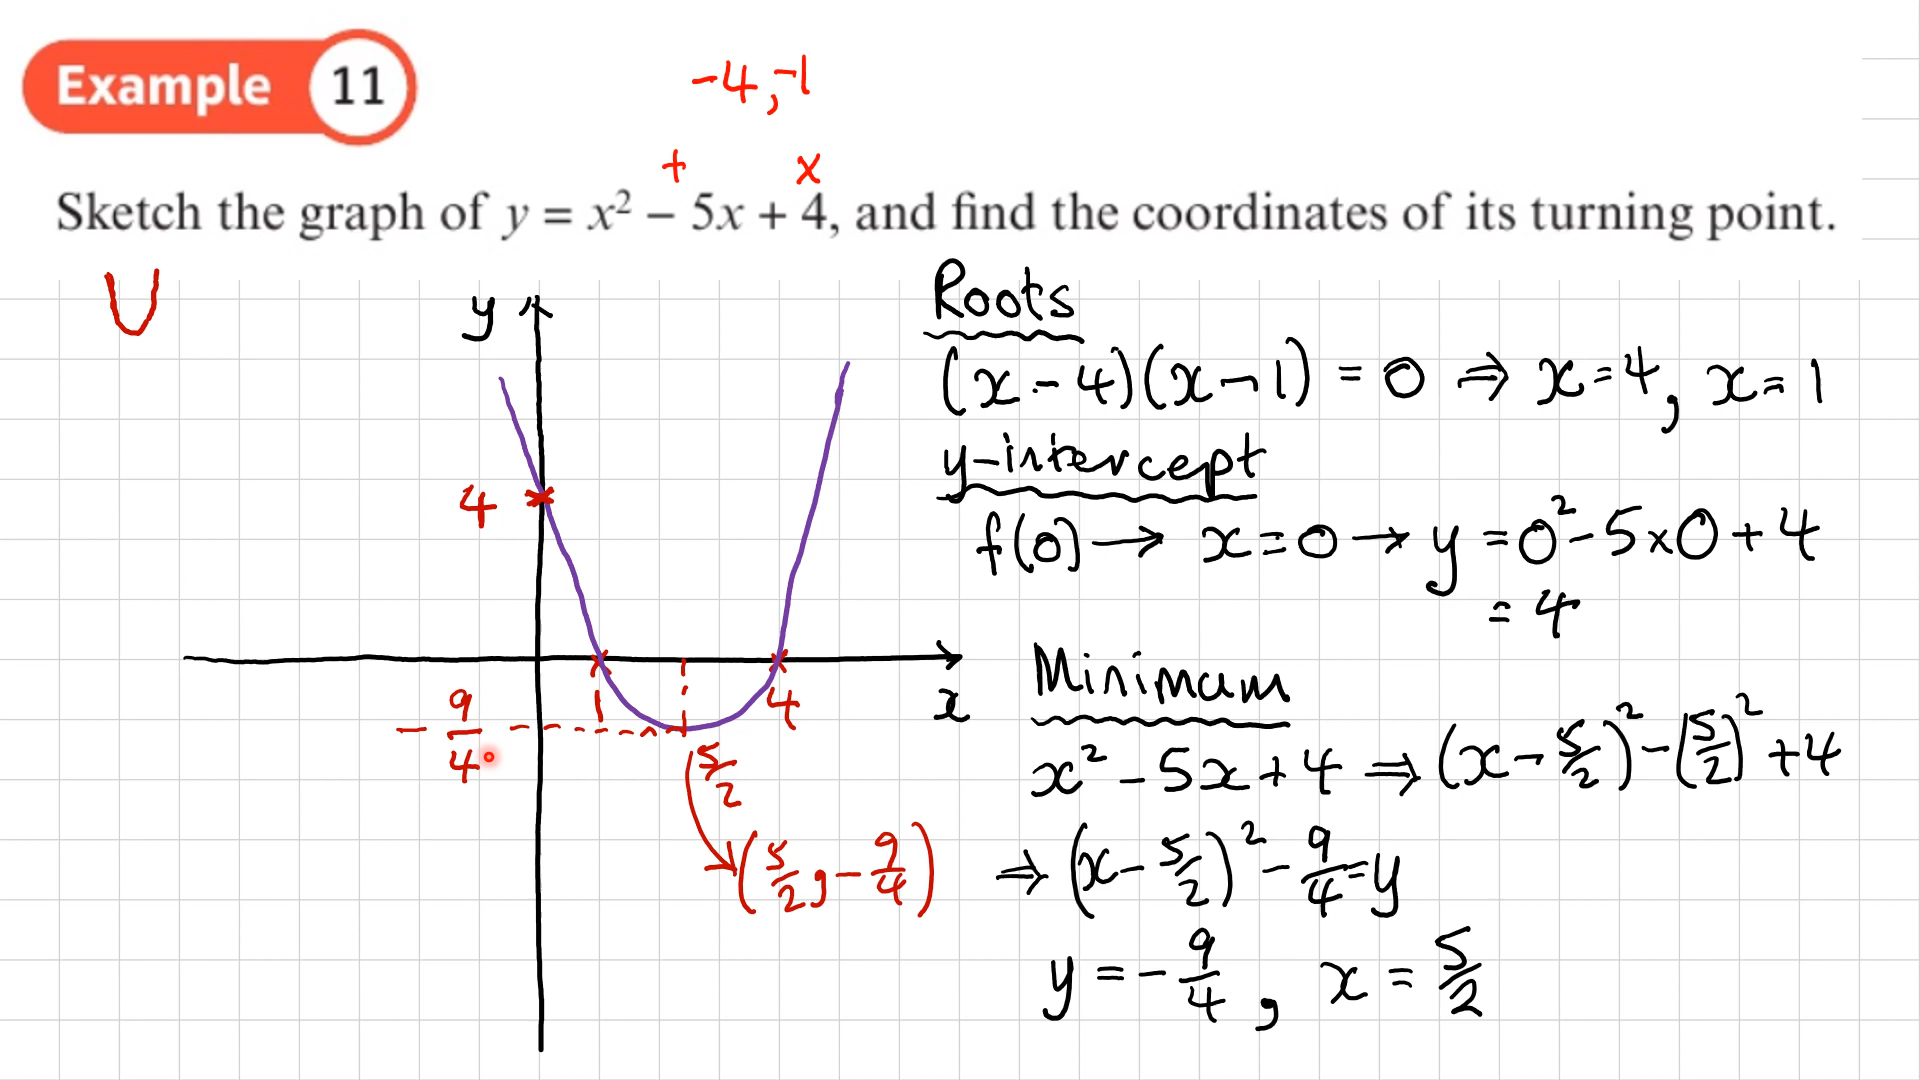 Example 11
-4, -1
+ x
Sketch the graph of y = x² − 5x + 4, and find the coordinates of its turning point.
y
4
1
4
x
- 9/4
5/2
(5/2, -9/4)
Roots
(x-4)(x-1) = 0 ⇒ x=4, x=1
y-intercept
f(0) → x=0 → y = 0² - 5x0 + 4
= 4
Minimum
x² - 5x + 4 ⇒ (x - 5/2)² - (5/2)² + 4
⇒ (x - 5/2)² - 9/4 = y
y = -9/4, x = 5/2